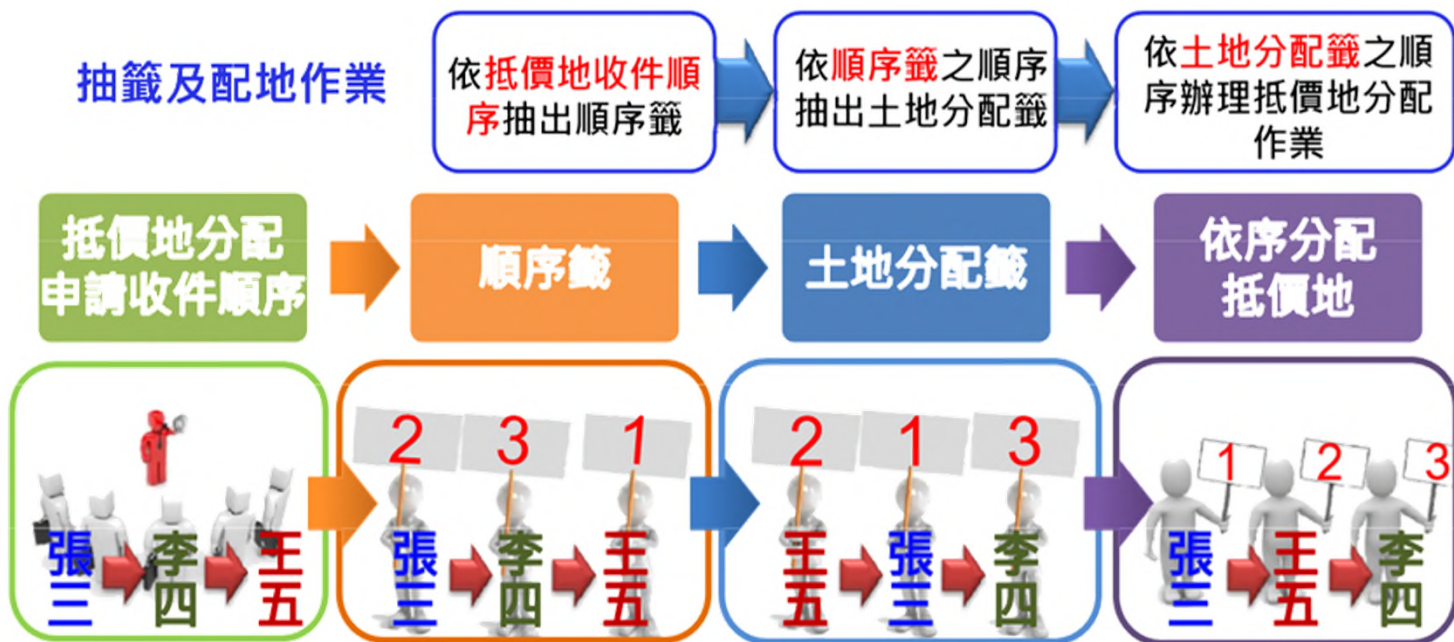 抽籤及配地作業
依抵價地收件順
序抽出順序籤
依順序籤之順序
抽出土地分配籤
依土地分配籤之順
序辦理抵價地分配
作業
抵價地分配
申請收件順序
順序籤
土地分配籤
依序分配
抵價地
張三 李四 王五
2 3 1
張三 李四 王五
2 1 3
王五 張三 李四
1 2 3
張三 王五 李四